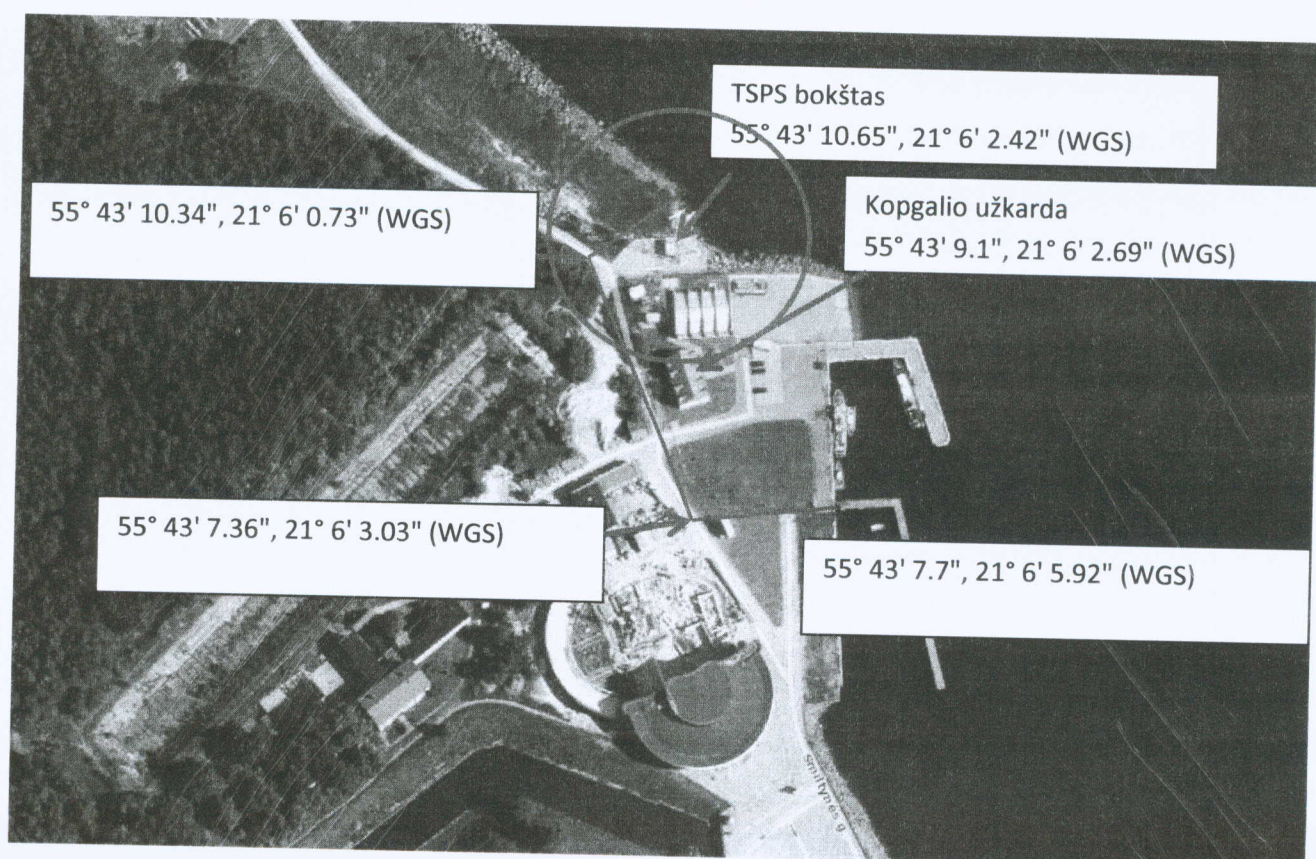 TSPS bokštas
55° 43' 10.65", 21° 6' 2.42" (WGS)
55° 43' 10.34", 21° 6' 0.73" (WGS)
Kopgalio užkarda
55° 43' 9.1", 21° 6' 2.69" (WGS)
55° 43' 7.36", 21° 6' 3.03" (WGS)
55° 43' 7.7", 21° 6' 5.92" (WGS)
Smiltynės g